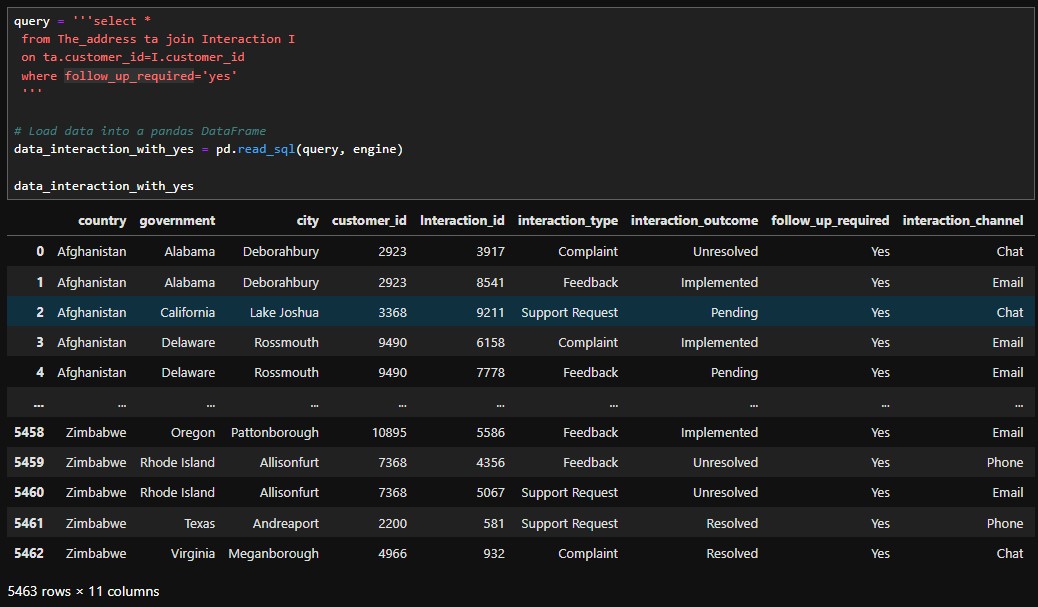 query = '''select *
from The_address ta join Interaction I
on ta.customer_id=I.customer_id
where follow_up_required='yes'
'''
# Load data into a pandas DataFrame
data_interaction_with_yes = pd.read_sql(query, engine)
data_interaction_with_yes
country government city customer_id Interaction_id interaction_type interaction_outcome follow_up_required interaction_channel
0 Afghanistan Alabama Deborahbury 2923 3917 Complaint Unresolved Yes Chat
1 Afghanistan Alabama Deborahbury 2923 8541 Feedback Implemented Yes Email
2 Afghanistan California Lake Joshua 3368 9211 Support Request Pending Yes Chat
3 Afghanistan Delaware Rossmouth 9490 6158 Complaint Implemented Yes Email
4 Afghanistan Delaware Rossmouth 9490 7778 Feedback Pending Yes Email
... ... ... ... ... ... ... ... ... ...
5458 Zimbabwe Oregon Pattonborough 10895 5586 Feedback Implemented Yes Email
5459 Zimbabwe Rhode Island Allisonfurt 7368 4356 Feedback Unresolved Yes Phone
5460 Zimbabwe Rhode Island Allisonfurt 7368 5067 Support Request Unresolved Yes Email
5461 Zimbabwe Texas Andreaport 2200 581 Support Request Resolved Yes Phone
5462 Zimbabwe Virginia Meganborough 4966 932 Complaint Resolved Yes Chat
5463 rows × 11 columns